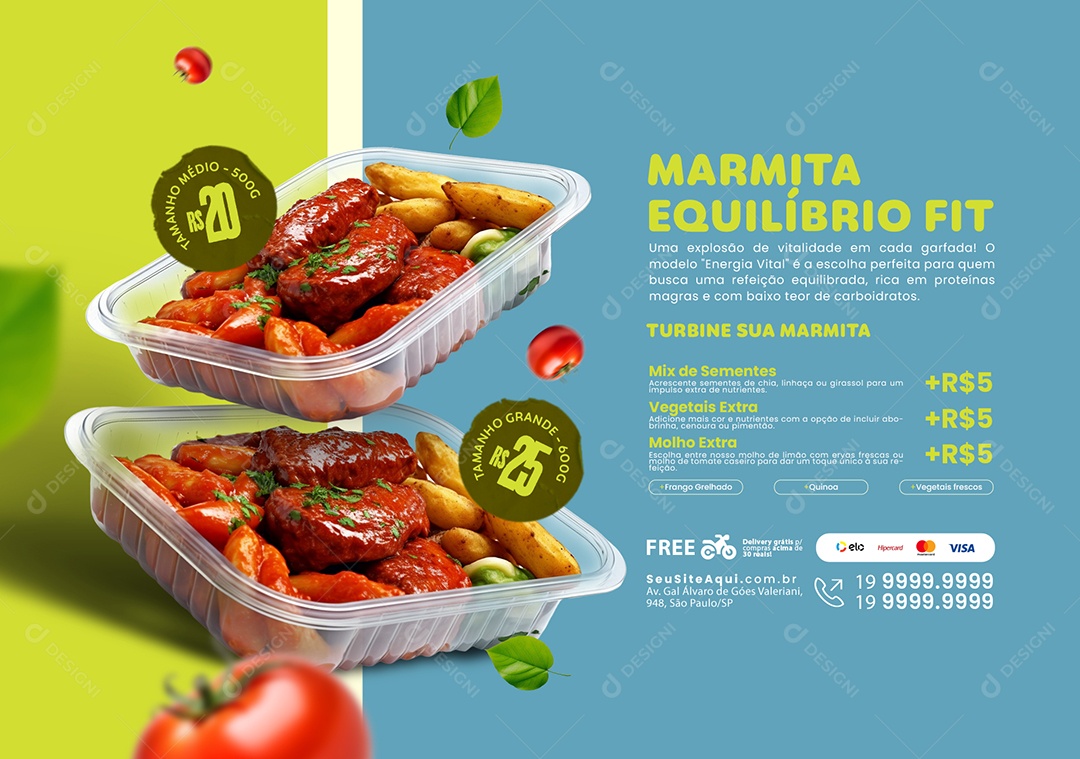 TAMANHO MÉDIO - 500G
R$20
TAMANHO GRANDE - 600G
R$25
MARMITA
EQUILÍBRIO FIT
Uma explosão de vitalidade em cada garfada! O
modelo "Energia Vital" é a escolha perfeita para quem
busca uma refeição equilibrada, rica em proteínas
magras e com baixo teor de carboidratos.
TURBINE SUA MARMITA
Mix de Sementes
Acrescente sementes de chia, linhaça ou girassol para um
impulso extra de nutrientes.
+R$5
Vegetais Extra
Adicione mais cor e nutrientes com a opção de incluir abo-
brinha, cenoura ou pimentão.
+R$5
Molho Extra
Escolha entre nosso molho de limão com ervas frescas ou
molho de tomate caseiro para dar um toque único à sua re-
feição.
+R$5
+Frango Grelhado
+Quinoa
+Vegetais frescos
FREE
Delivery grátis p/
compras acima de
30 reais!
elo
Hipercard
mastercard
VISA
SeuSiteAqui.com.br
Av. Gal Álvaro de Góes Valeriani,
948, São Paulo/SP
19 9999.9999
19 9999.9999
DESIGNI